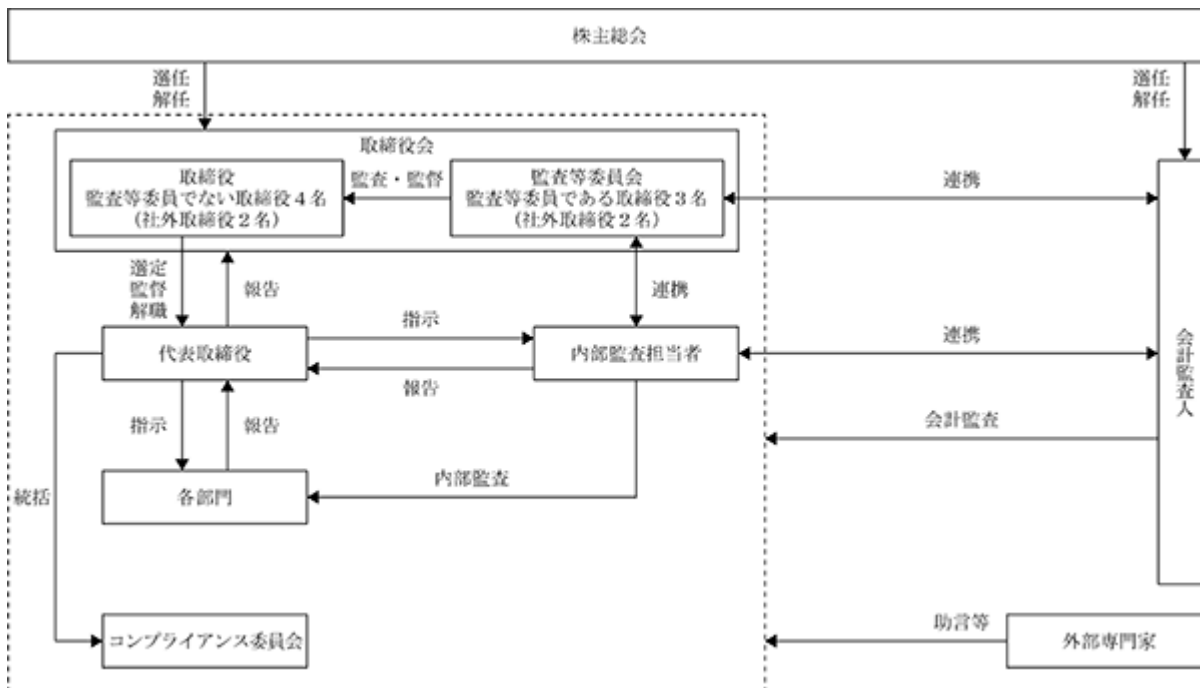 株主総会
選任
解任
選任
解任
取締役会
取締役
監査等委員でない取締役4名
(社外取締役2名)
監査・監督
監査等委員会
監査等委員である取締役3名
(社外取締役2名)
連携
選定
監督
解職
報告
連携
指示
代表取締役
内部監査担当者
連携
会計監査人
報告
指示
報告
会計監査
統括
各部門
内部監査
コンプライアンス委員会
助言等
外部専門家